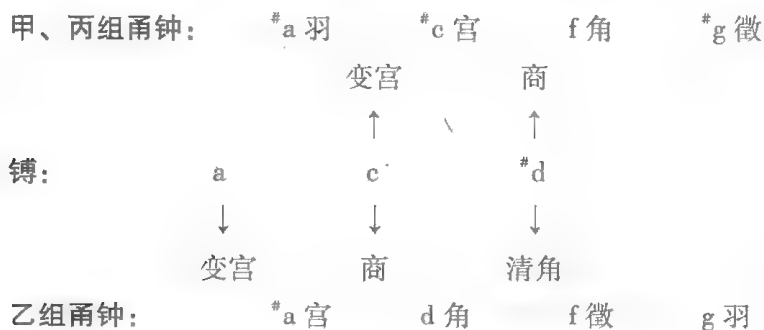 甲、丙组甬钟: #a 羽 #c 宫 f 角 #g 徵
变宫 商
↑ ↑
镈: a c #d
↓ ↓ ↓
变宫 商 清角
乙组甬钟: #a 宫 d 角 f 徵 g 羽